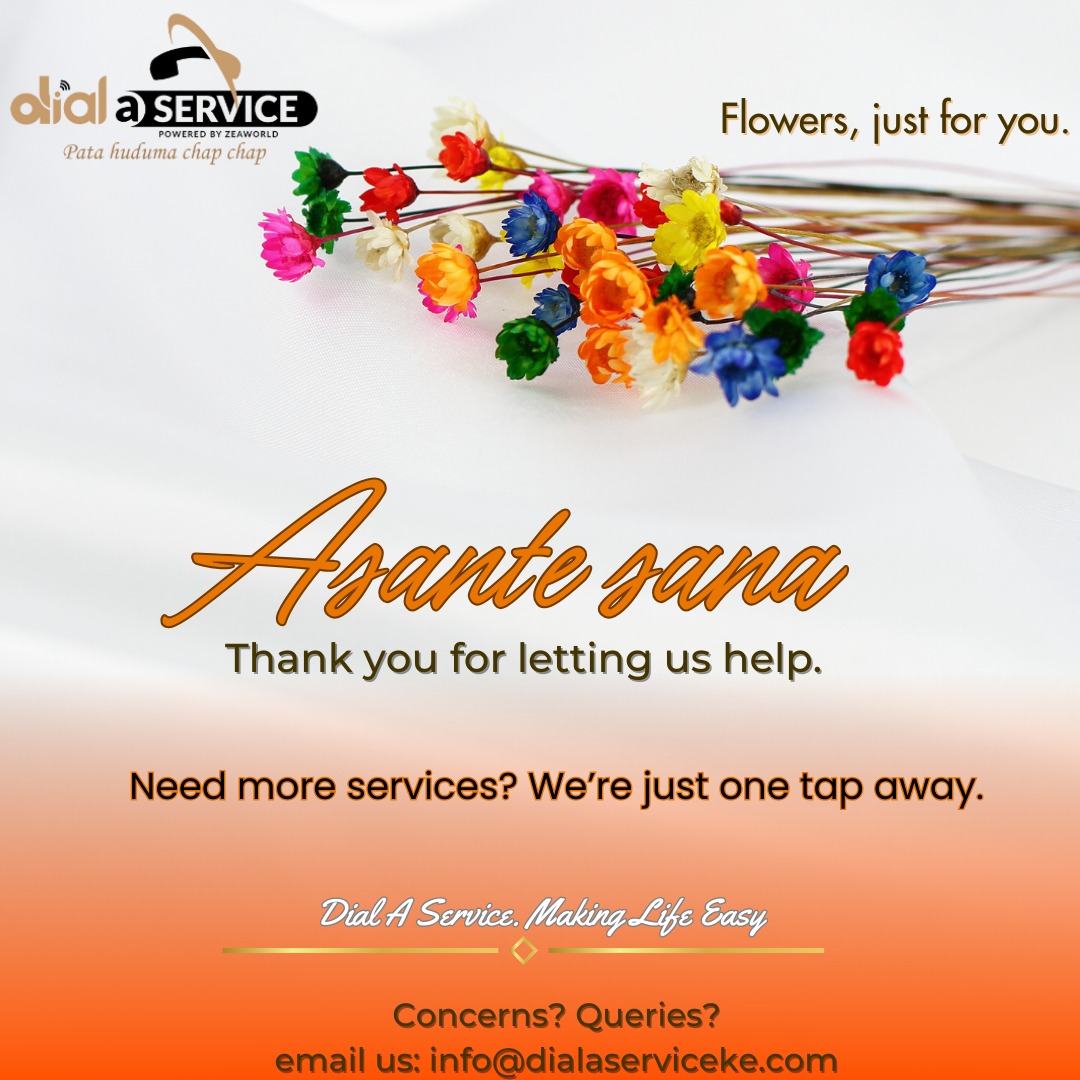 dial a SERVICE
POWERED BY ZEAWORLD
Pata huduma chap chap
Flowers, just for you.
Asante sana
Thank you for letting us help.
Need more services? We’re just one tap away.
Dial A Service. Making Life Easy
Concerns? Queries?
email us: info@dialaserviceke.com